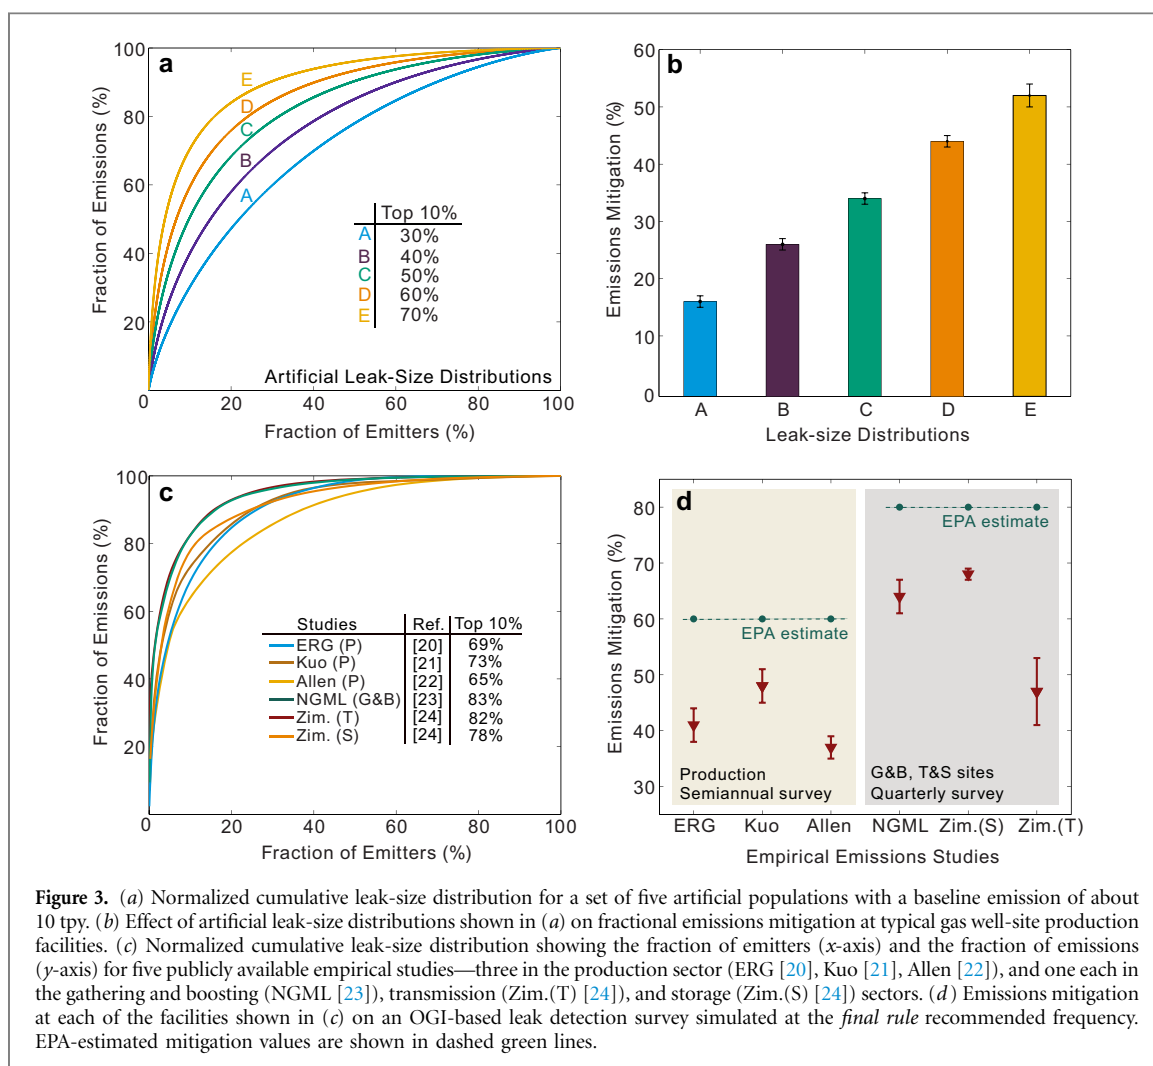 a
Fraction of Emissions (%)
100
80
60
40
20
0
20
40
60
80
100
E
D
C
B
A
Top 10%
A 30%
B 40%
C 50%
D 60%
E 70%
Artificial Leak-Size Distributions
Fraction of Emitters (%)
b
Emissions Mitigation (%)
60
50
40
30
20
10
0
A B C D E
Leak-size Distributions
c
Fraction of Emissions (%)
100
80
60
40
20
0
20
40
60
80
100
Studies Ref. Top 10%
ERG (P) [20] 69%
Kuo (P) [21] 73%
Allen (P) [22] 65%
NGML (G&B) [23] 83%
Zim. (T) [24] 82%
Zim. (S) [24] 78%
Fraction of Emitters (%)
d
Emissions Mitigation (%)
80
70
60
50
40
30
EPA estimate
EPA estimate
Production
Semiannual survey
G&B, T&S sites
Quarterly survey
ERG Kuo Allen NGML Zim.(S) Zim.(T)
Empirical Emissions Studies
Figure 3. (a) Normalized cumulative leak-size distribution for a set of five artificial populations with a baseline emission of about
10 tpy. (b) Effect of artificial leak-size distributions shown in (a) on fractional emissions mitigation at typical gas well-site production
facilities. (c) Normalized cumulative leak-size distribution showing the fraction of emitters (x-axis) and the fraction of emissions
(y-axis) for five publicly available empirical studies—three in the production sector (ERG [20], Kuo [21], Allen [22]), and one each in
the gathering and boosting (NGML [23]), transmission (Zim.(T) [24]), and storage (Zim.(S) [24]) sectors. (d) Emissions mitigation
at each of the facilities shown in (c) on an OGI-based leak detection survey simulated at the final rule recommended frequency.
EPA-estimated mitigation values are shown in dashed green lines.